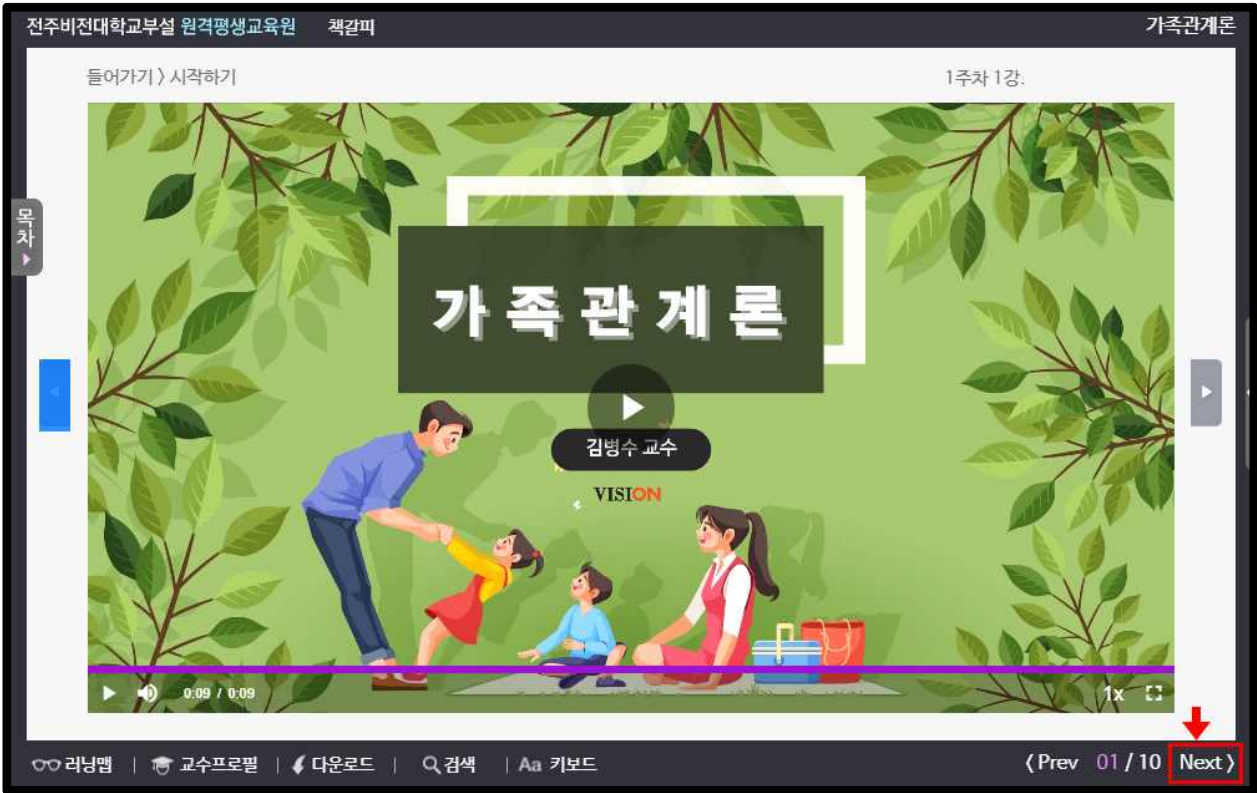 전주비전대학교부설 원격평생교육원 책갈피 가족관계론
들어가기 〉 시작하기 1주차 1강.
목차
가족관계론
김병수 교수
VISION
0:09 / 0:09 1x
러닝맵 | 교수프로필 | 다운로드 | 검색 | Aa 키보드 〈 Prev 01 / 10 Next 〉